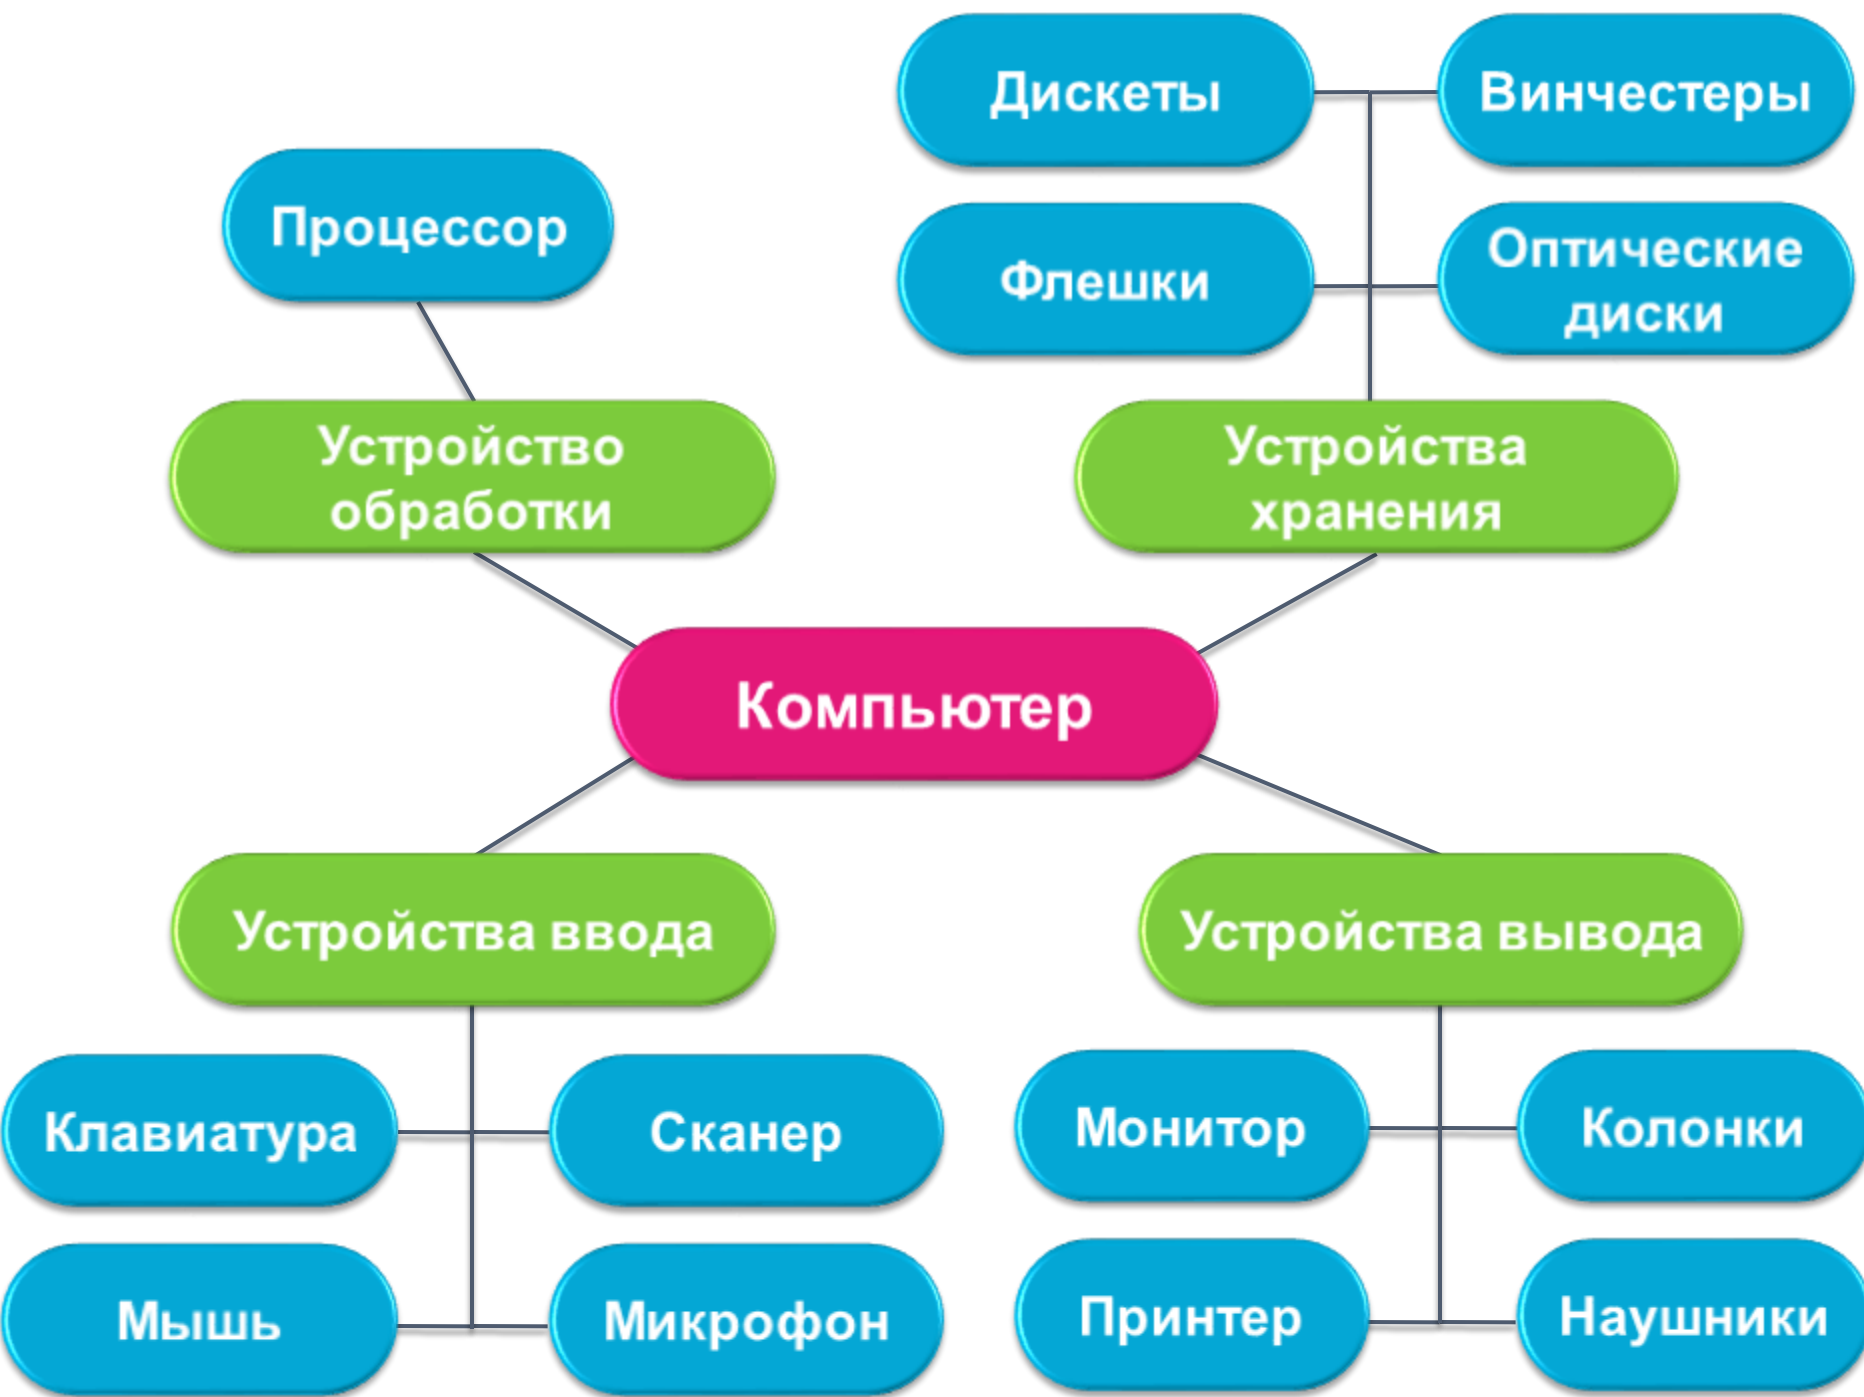 Дискеты
Винчестеры
Процессор
Флешки
Оптические
диски
Устройство
обработки
Устройства
хранения
Компьютер
Устройства ввода
Устройства вывода
Клавиатура
Сканер
Монитор
Колонки
Мышь
Микрофон
Принтер
Наушники